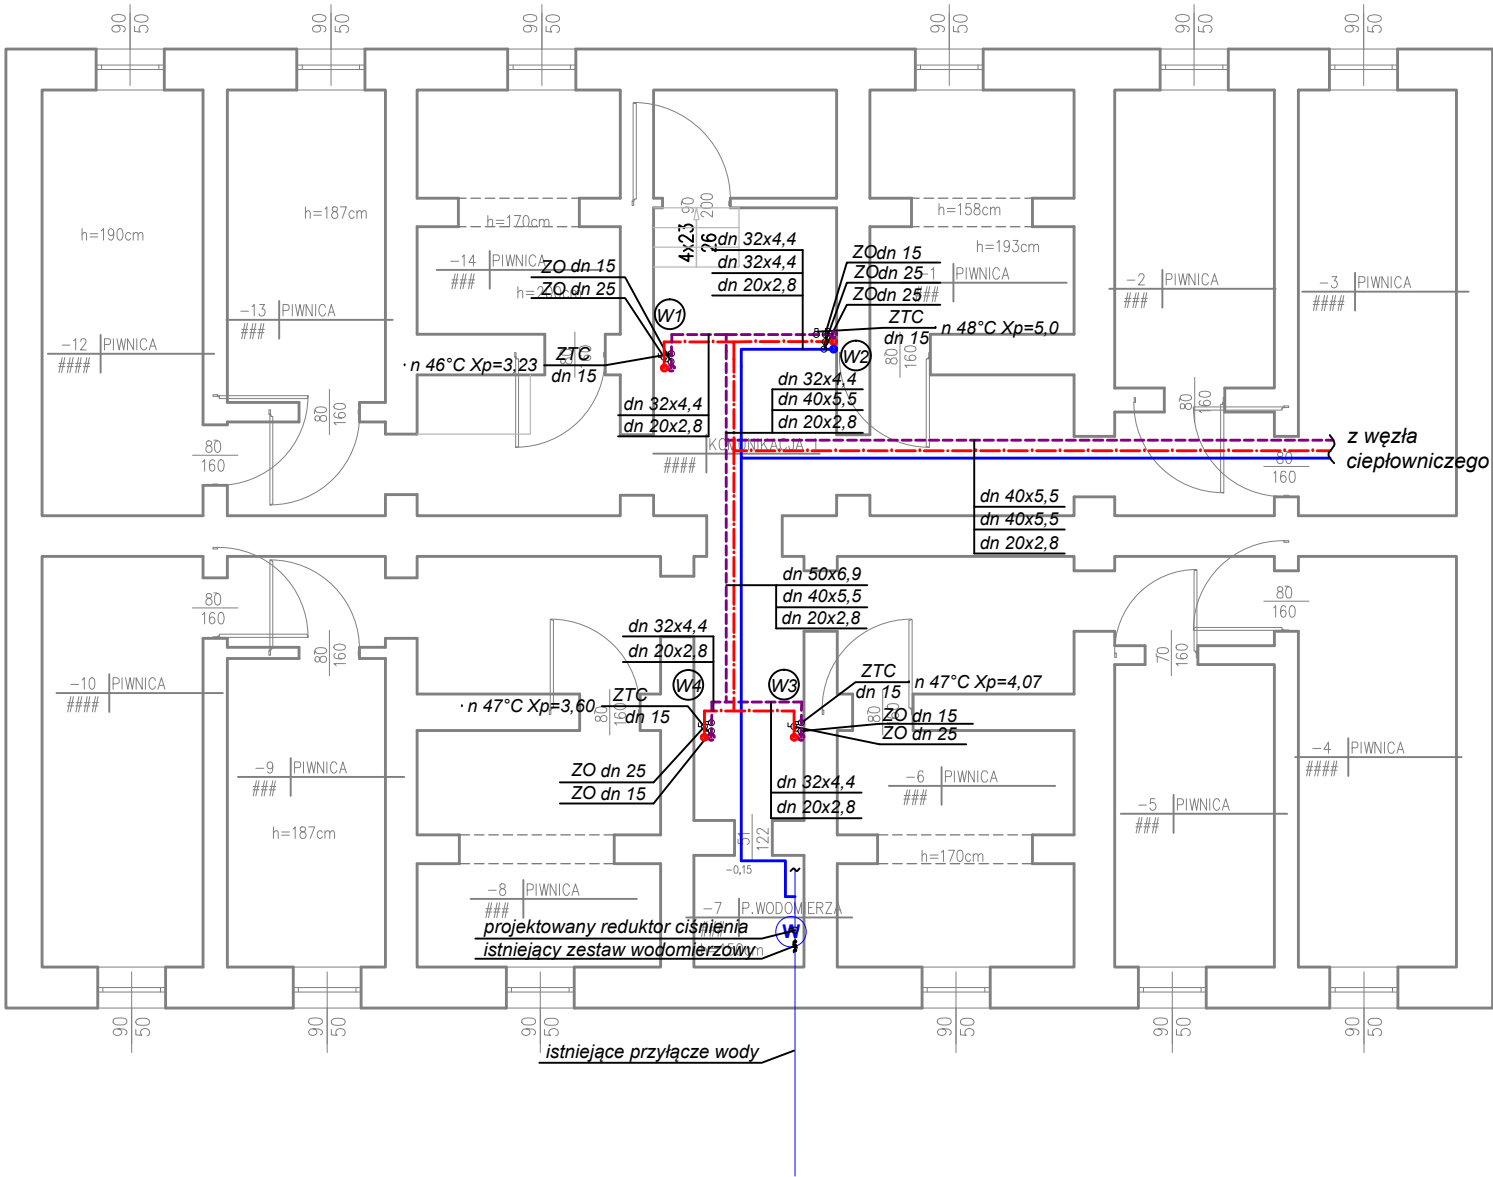 90
50
90
50
90
50
90
50
90
50
90
50
h=190cm
h=187cm
h=170cm
h=158cm
h=193cm
90
200
4x23
26
dn 32x4,4
dn 32x4,4
dn 20x2,8
ZOdn 15
ZOdn 25
ZOdn 25
ZTC
dn 15
n 48°C Xp=5,0
-14 PIWNICA
###
ZO dn 15
ZO dn 25
-1 PIWNICA
###
-2 PIWNICA
###
-3 PIWNICA
####
-13 PIWNICA
###
-12 PIWNICA
####
W1
W2
n 46°C Xp=3,23
ZTC
dn 15
80
160
dn 32x4,4
dn 20x2,8
dn 32x4,4
dn 40x5,5
dn 20x2,8
80
160
80
160
80
160
80
160
KOMUNIKACJA 1
####
z węzła
ciepłowniczego
80
160
dn 40x5,5
dn 40x5,5
dn 20x2,8
dn 50x6,9
dn 40x5,5
dn 20x2,8
80
160
80
160
80
160
70
160
dn 32x4,4
dn 20x2,8
W4
W3
ZTC
dn 15
n 47°C Xp=4,07
n 47°C Xp=3,60
ZTC
dn 15
80
160
80
ZO dn 15
ZO dn 25
-10 PIWNICA
####
-9 PIWNICA
###
h=187cm
ZO dn 25
ZO dn 15
dn 32x4,4
dn 20x2,8
-6 PIWNICA
###
-5 PIWNICA
###
-4 PIWNICA
####
51
122
-0,15
h=170cm
-8 PIWNICA
###
-7 P.WODOMIERZA
projektowany reduktor ciśnienia
istniejący zestaw wodomierzowy
W
90
50
90
50
90
50
90
50
90
50
90
50
istniejące przyłącze wody